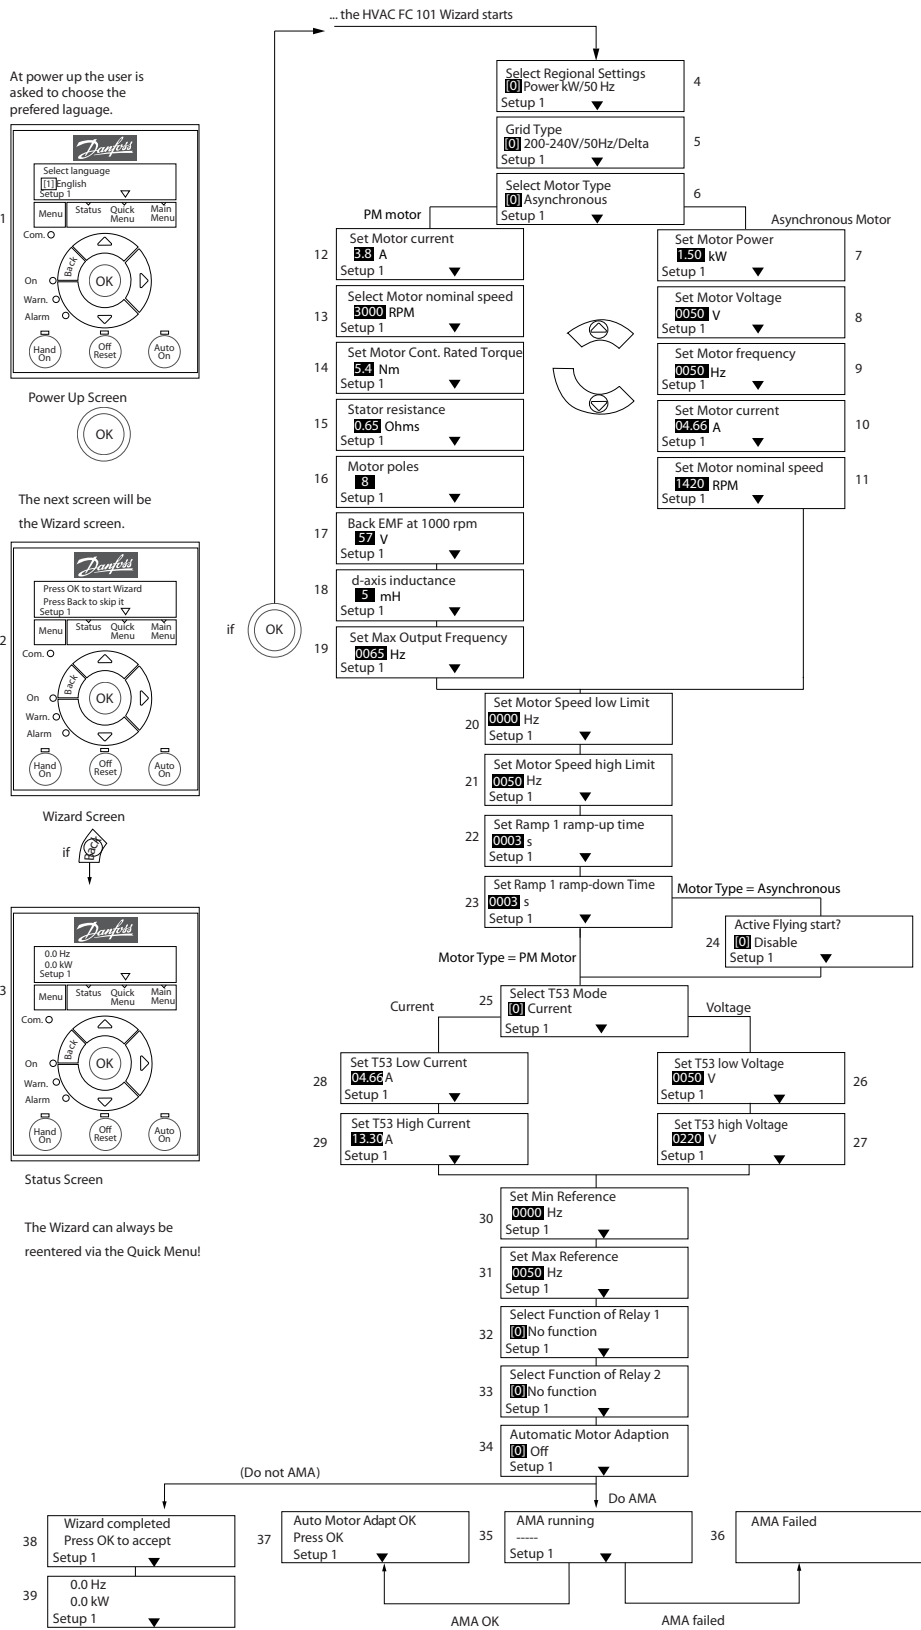 ... the HVAC FC 101 Wizard starts
At power up the user is
asked to choose the
prefered laguage.
1
Danfoss
Select language
[1] English
Setup 1
Menu
Status
Quick Menu
Main Menu
Com.
Back
OK
On
Warn.
Alarm
Hand On
Off Reset
Auto On
Power Up Screen
OK
The next screen will be
the Wizard screen.
2
Danfoss
Press OK to start Wizard
Press Back to skip it
Setup 1
Menu
Status
Quick Menu
Main Menu
Com.
Back
OK
On
Warn.
Alarm
Hand On
Off Reset
Auto On
Wizard Screen
if
Back
3
Danfoss
0.0 Hz
0.0 kW
Setup 1
Menu
Status
Quick Menu
Main Menu
Com.
Back
OK
On
Warn.
Alarm
Hand On
Off Reset
Auto On
Status Screen
The Wizard can always be
reentered via the Quick Menu!
if
OK
Select Regional Settings
[0] Power kW/50 Hz
Setup 1
4
Grid Type
[0] 200-240V/50Hz/Delta
Setup 1
5
Select Motor Type
[0] Asynchronous
Setup 1
6
PM motor
Asynchronous Motor
12
Set Motor current
3.8 A
Setup 1
13
Select Motor nominal speed
3000 RPM
Setup 1
14
Set Motor Cont. Rated Torque
5.4 Nm
Setup 1
15
Stator resistance
0.65 Ohms
Setup 1
16
Motor poles
8
Setup 1
17
Back EMF at 1000 rpm
57 V
Setup 1
18
d-axis inductance
5 mH
Setup 1
19
Set Max Output Frequency
0065 Hz
Setup 1
Set Motor Power
1.50 kW
Setup 1
7
Set Motor Voltage
0050 V
Setup 1
8
Set Motor frequency
0050 Hz
Setup 1
9
Set Motor current
04.66 A
Setup 1
10
Set Motor nominal speed
1420 RPM
Setup 1
11
20
Set Motor Speed low Limit
0000 Hz
Setup 1
21
Set Motor Speed high Limit
0050 Hz
Setup 1
22
Set Ramp 1 ramp-up time
0003 s
Setup 1
23
Set Ramp 1 ramp-down Time
0003 s
Setup 1
Motor Type = Asynchronous
24
Active Flying start?
[0] Disable
Setup 1
Motor Type = PM Motor
25
Select T53 Mode
[0] Current
Setup 1
Current
Voltage
28
Set T53 Low Current
04.66 A
Setup 1
29
Set T53 High Current
13.30 A
Setup 1
Set T53 low Voltage
0050 V
Setup 1
26
Set T53 high Voltage
0220 V
Setup 1
27
30
Set Min Reference
0000 Hz
Setup 1
31
Set Max Reference
0050 Hz
Setup 1
32
Select Function of Relay 1
[0] No function
Setup 1
33
Select Function of Relay 2
[0] No function
Setup 1
34
Automatic Motor Adaption
[0] Off
Setup 1
(Do not AMA)
Do AMA
38
Wizard completed
Press OK to accept
Setup 1
39
0.0 Hz
0.0 kW
Setup 1
37
Auto Motor Adapt OK
Press OK
Setup 1
35
AMA running
-----
Setup 1
36
AMA Failed
AMA OK
AMA failed